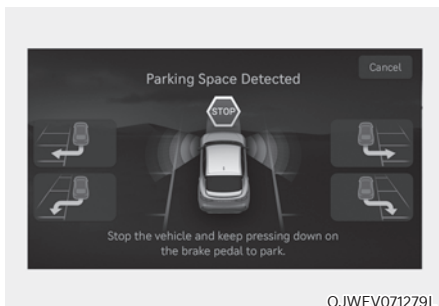 Cancel
Parking Space Detected
STOP
Stop the vehicle and keep pressing down on
the brake pedal to park.
OJWEV071279L